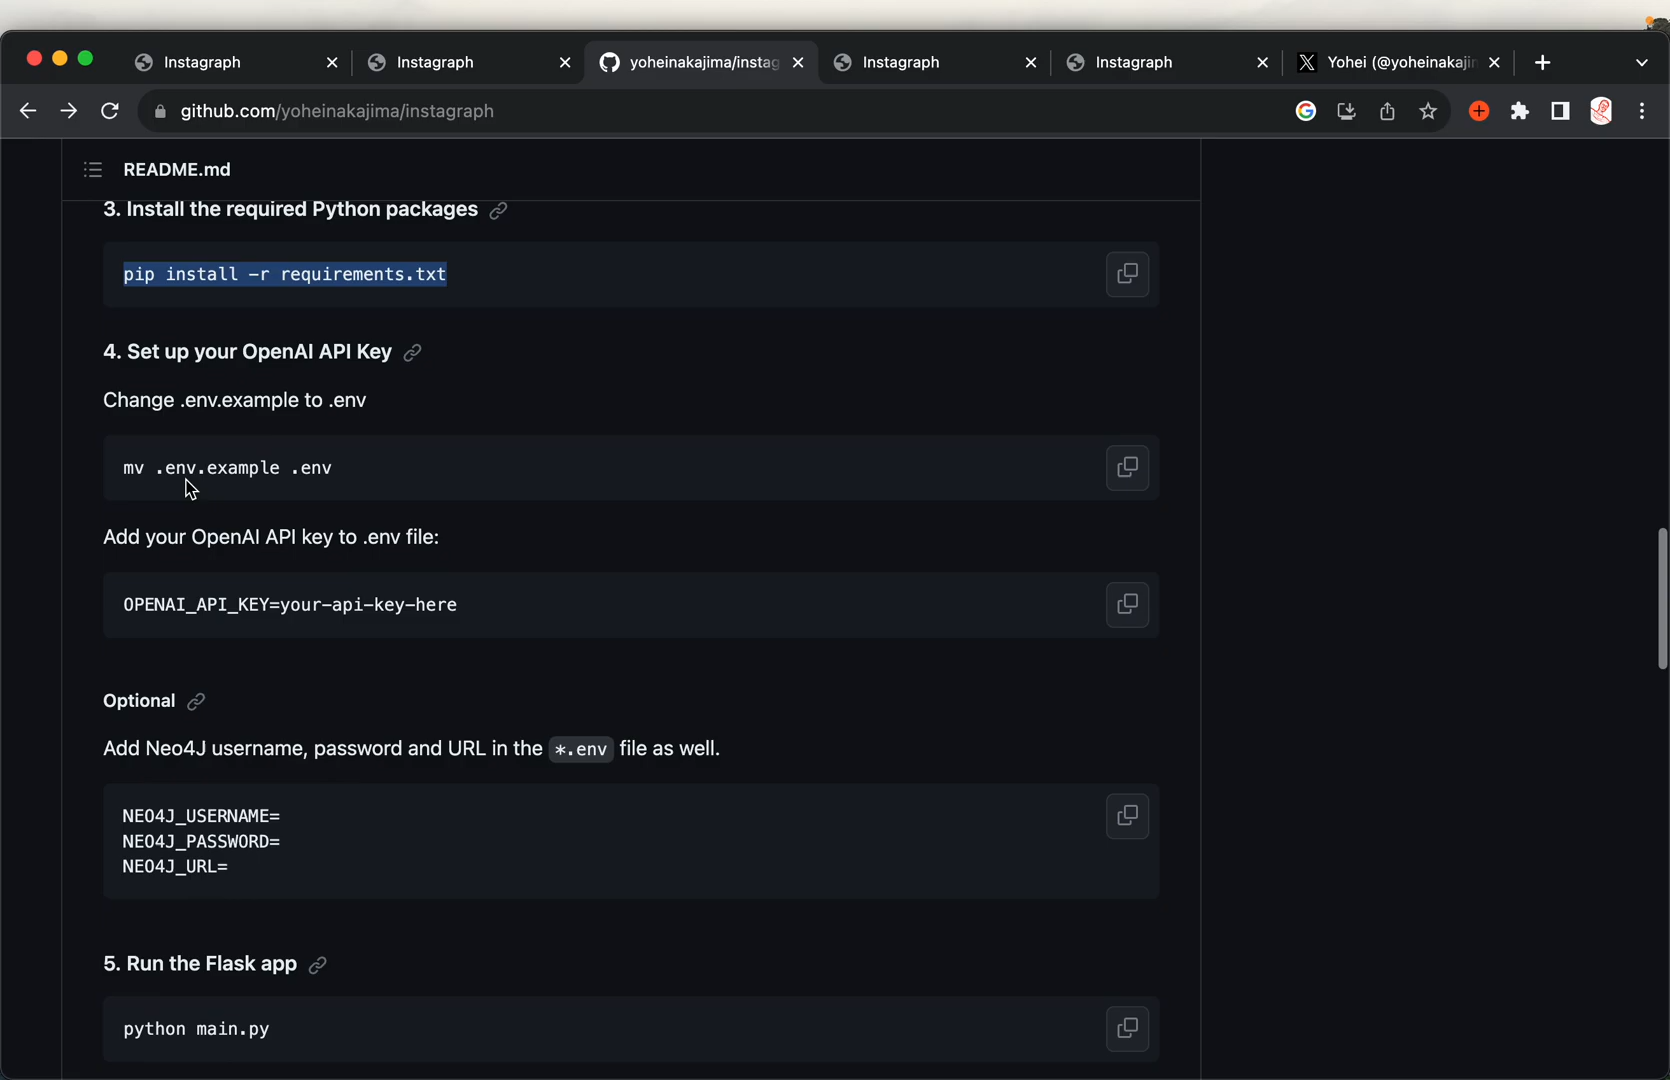 Instagraph
Instagraph
yoheinakajima/instag
Instagraph
Instagraph
Yohei (@yoheinakajim
github.com/yoheinakajima/instagraph
README.md
3. Install the required Python packages
pip install -r requirements.txt
4. Set up your OpenAI API Key
Change .env.example to .env
mv .env.example .env
Add your OpenAI API key to .env file:
OPENAI_API_KEY=your-api-key-here
Optional
Add Neo4J username, password and URL in the *.env file as well.
NEO4J_USERNAME=
NEO4J_PASSWORD=
NEO4J_URL=
5. Run the Flask app
python main.py